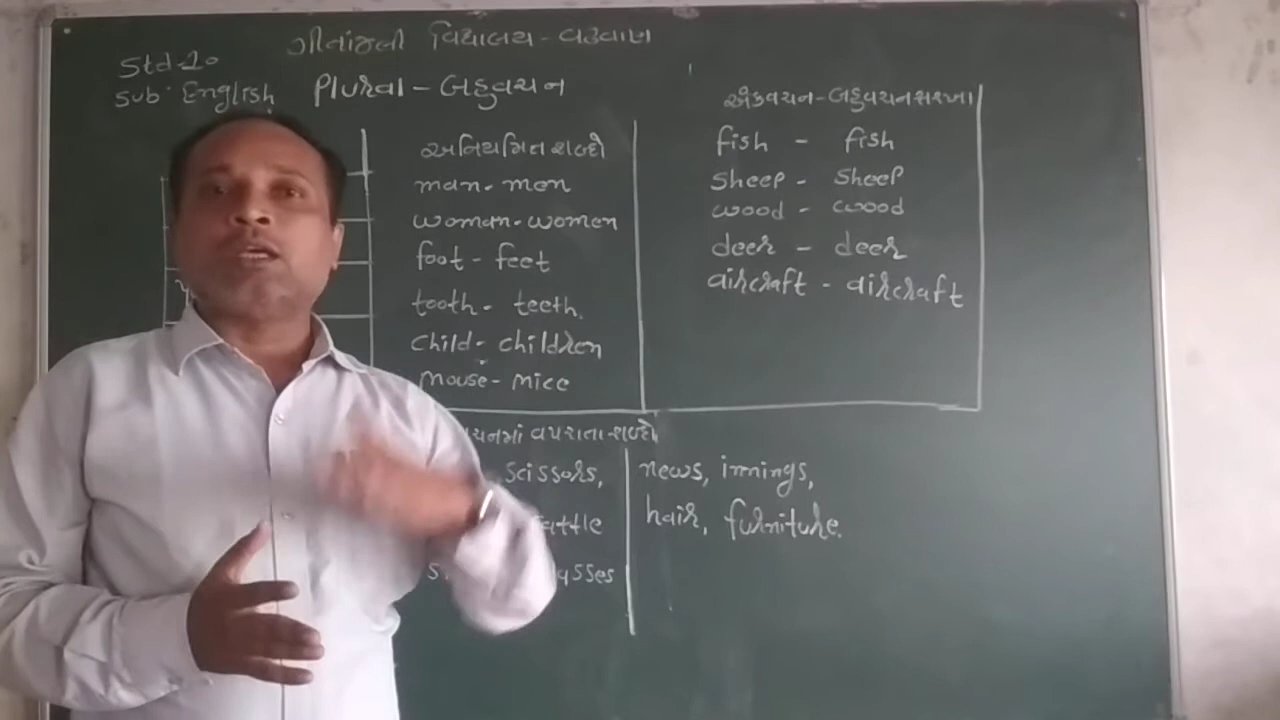 ગીતાંજલી વિદ્યાલય - વઢવાણ
Std-10
Sub: English
Plural - બહુવચન
અનિયમિત શબ્દો
man - men
woman - women
foot - feet
tooth - teeth.
child - children
mouse - mice
એકવચન - બહુવચન સરખા
fish - fish
sheep - sheep
wood - wood
deer - deer
aircraft - aircraft
વપરાતા શબ્દો
scissors,
news, innings,
hair, furniture.